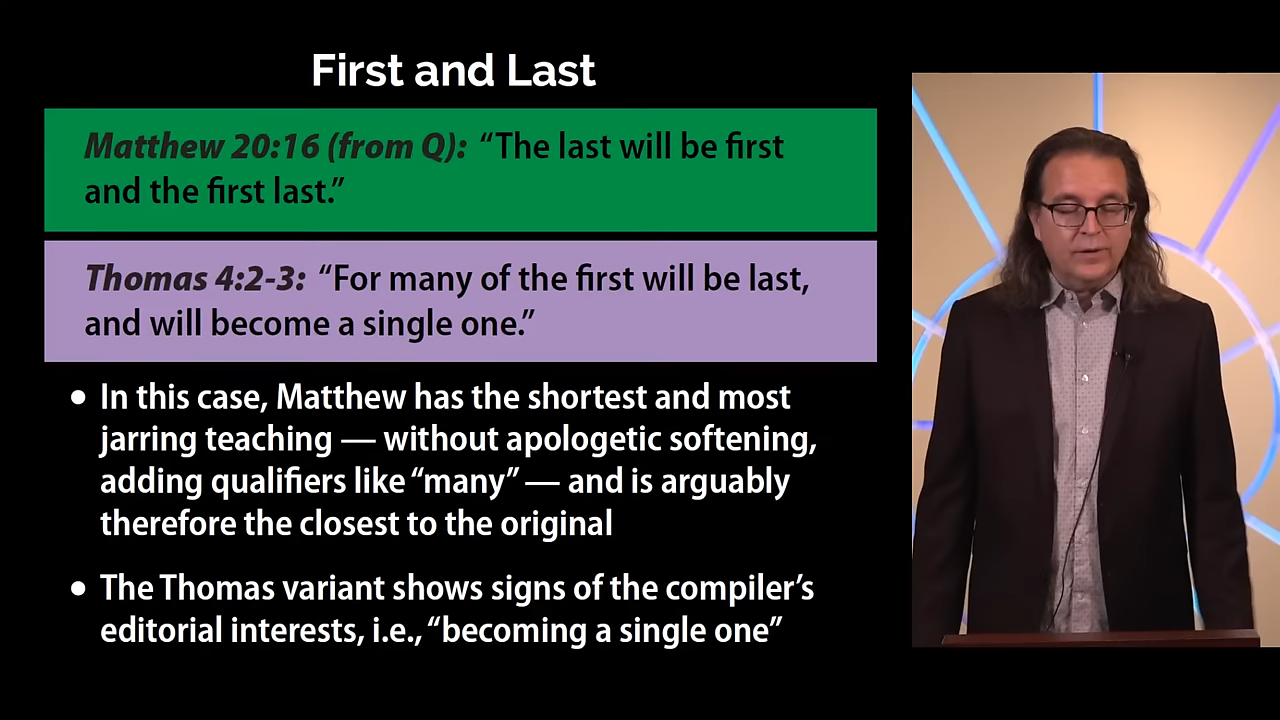 First and Last
Matthew 20:16 (from Q): “The last will be first
and the first last.”
Thomas 4:2-3: “For many of the first will be last,
and will become a single one.”
• In this case, Matthew has the shortest and most
jarring teaching — without apologetic softening,
adding qualifiers like “many” — and is arguably
therefore the closest to the original
• The Thomas variant shows signs of the compiler’s
editorial interests, i.e., “becoming a single one”